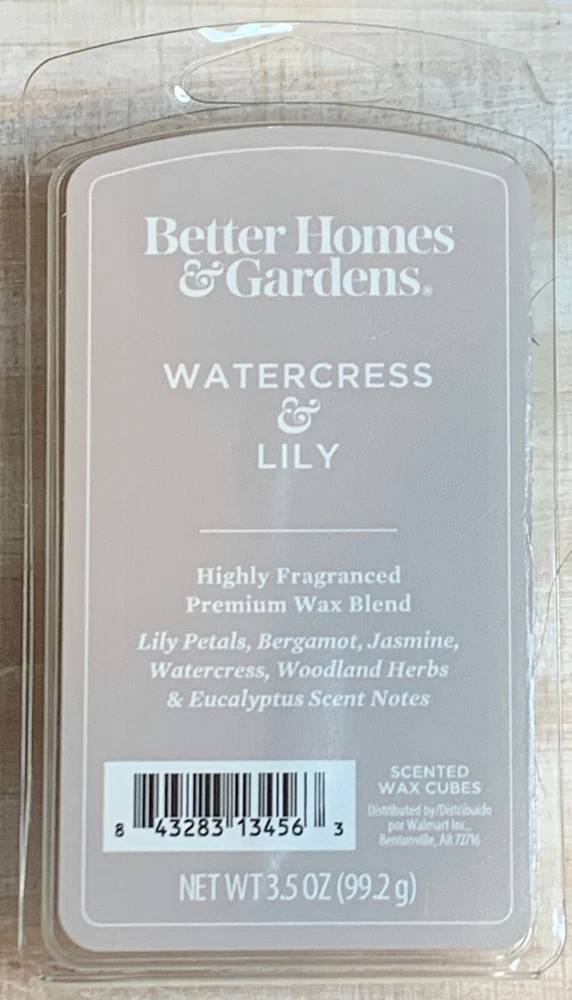 Better Homes
&Gardens®
WATERCRESS
&
LILY
Highly Fragranced
Premium Wax Blend
Lily Petals, Bergamot, Jasmine,
Watercress, Woodland Herbs
& Eucalyptus Scent Notes
8 43283 13456 3
SCENTED
WAX CUBES
Distributed by/Distribuido
por Walmart Inc.,
Bentonville, AR 72716
NET WT 3.5 OZ (99.2 g)